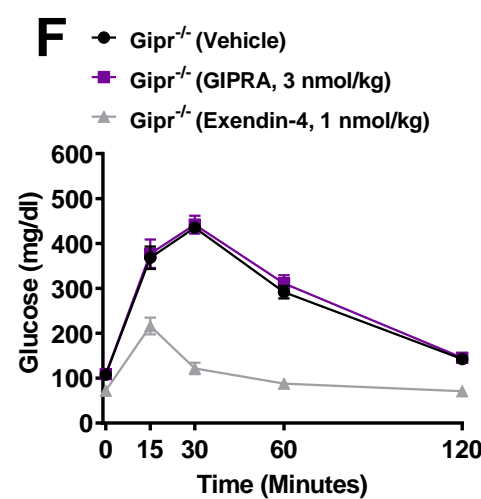 F
Gipr-/- (Vehicle)
Gipr-/- (GIPRA, 3 nmol/kg)
Gipr-/- (Exendin-4, 1 nmol/kg)
600
500
400
300
200
100
0
Glucose (mg/dl)
0 15 30 60 120
Time (Minutes)